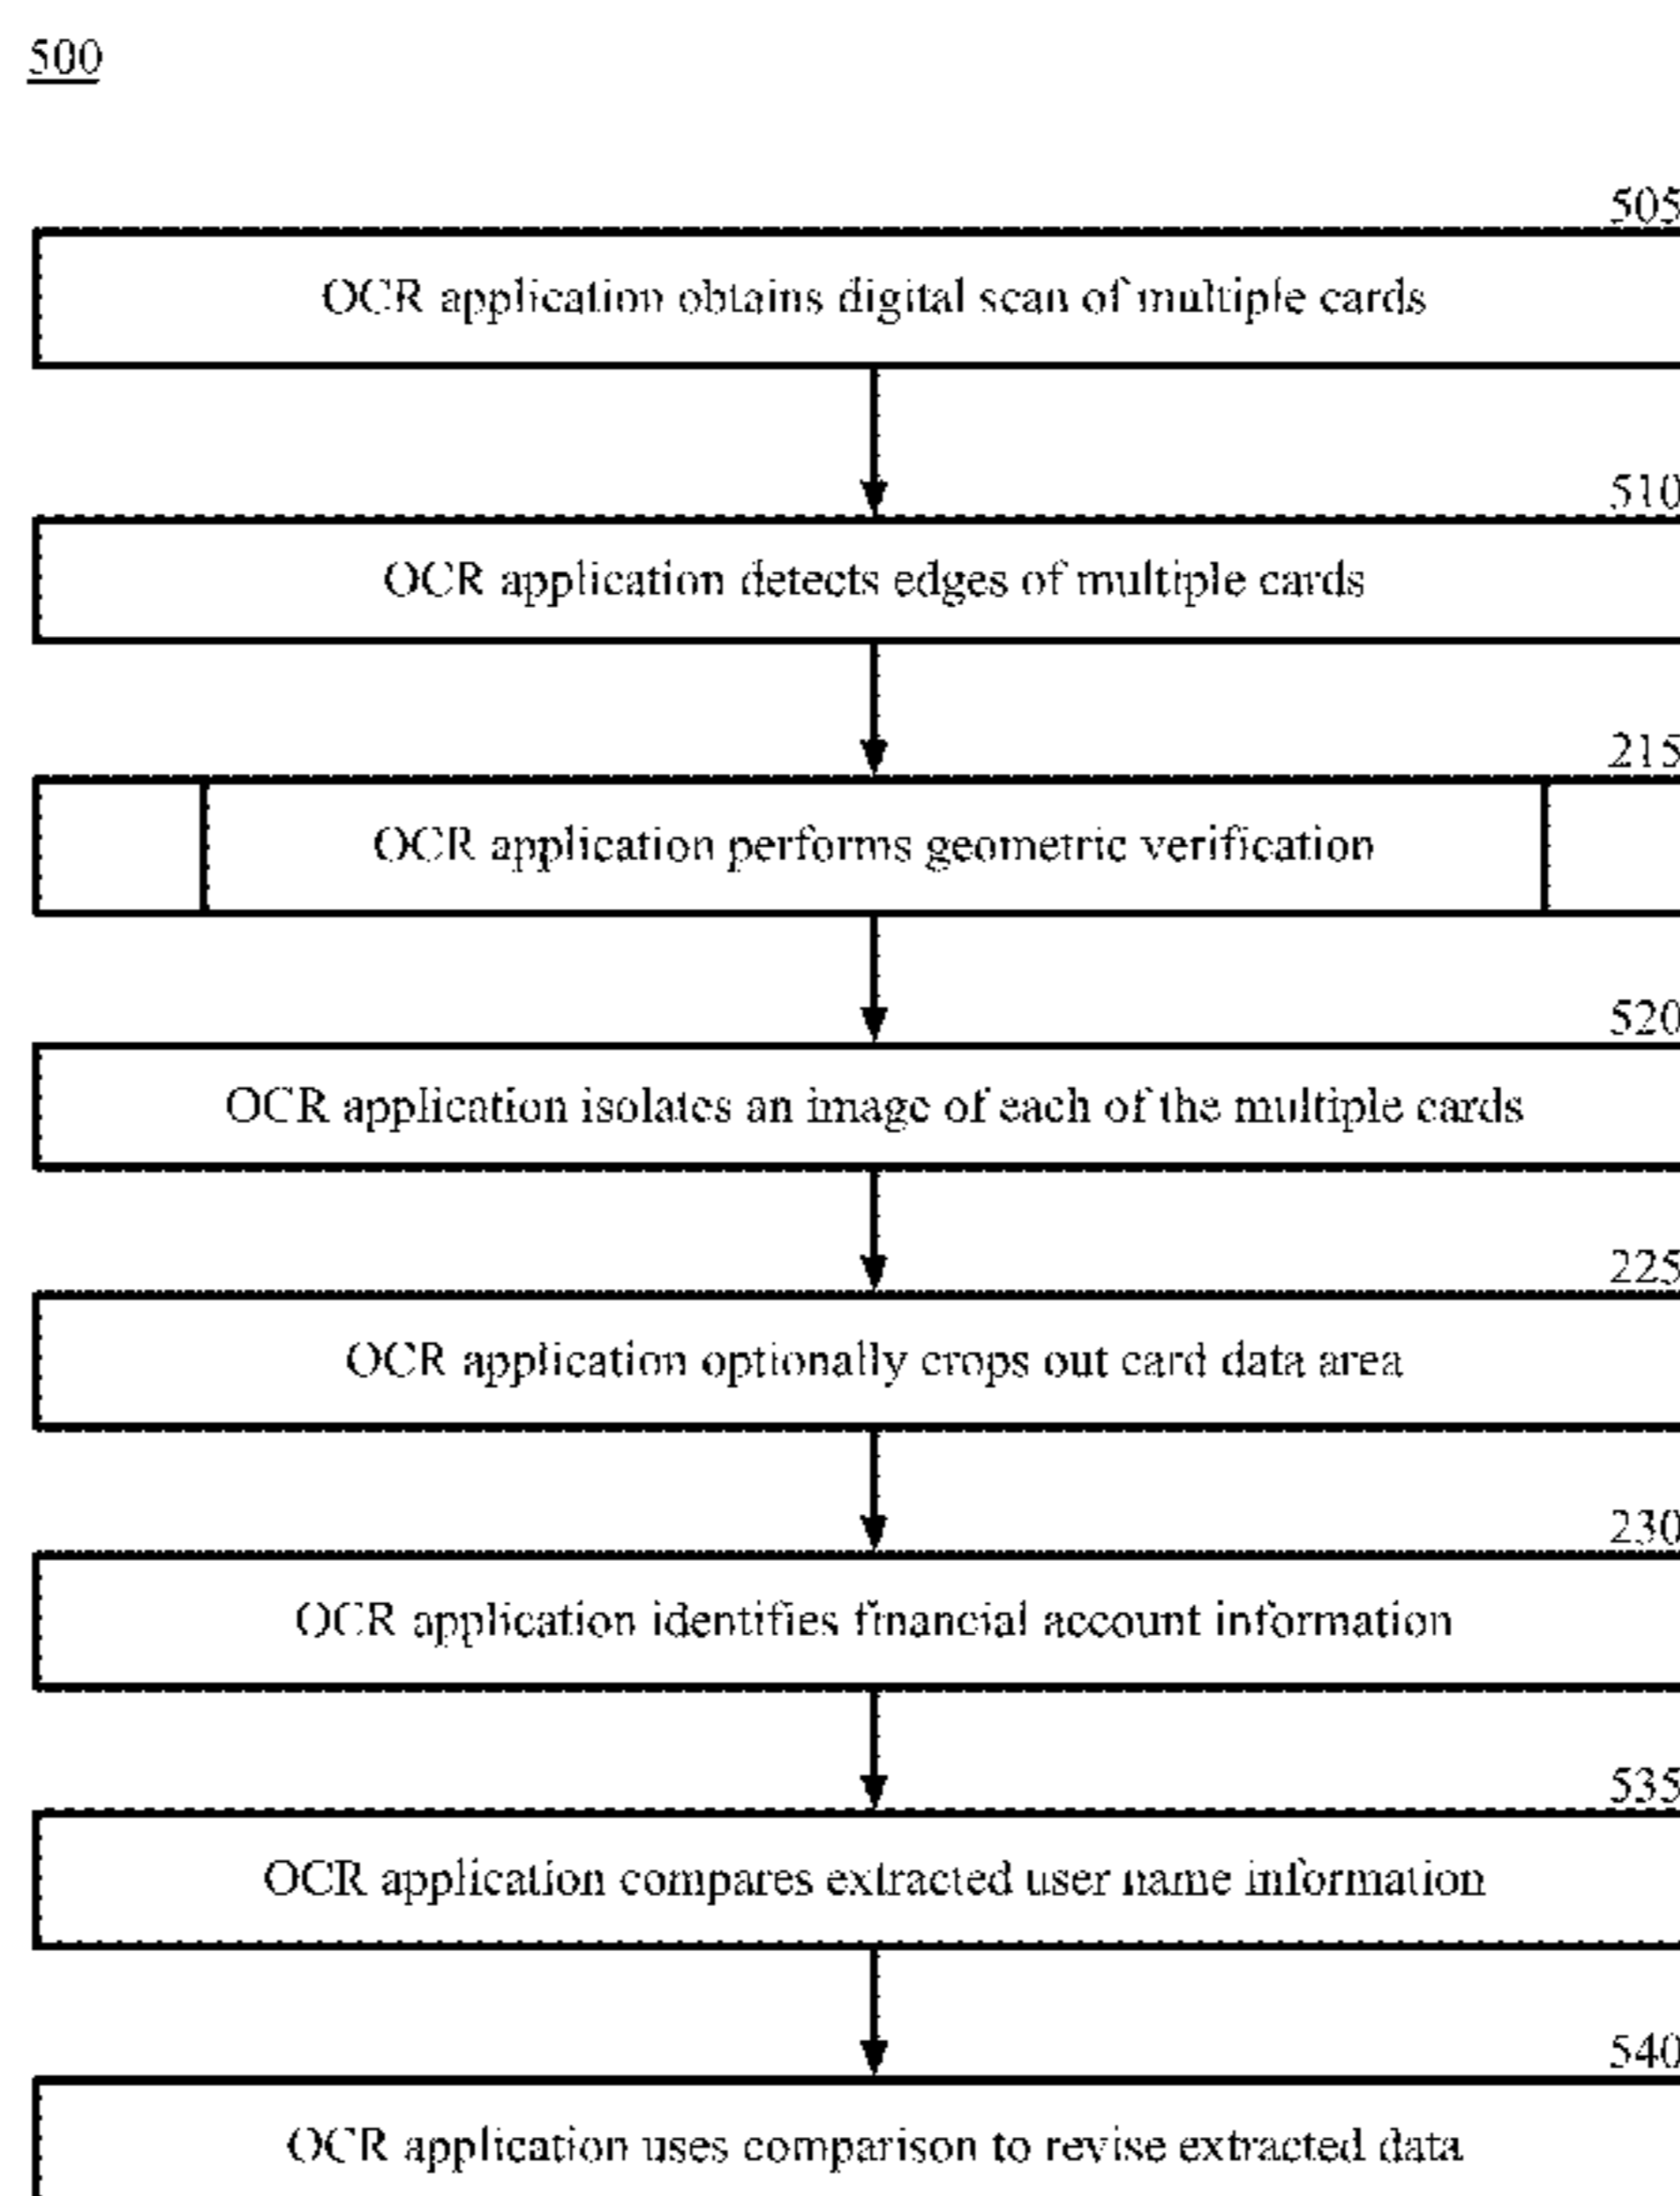 500
505
OCR application obtains digital scan of multiple cards
510
OCR application detects edges of multiple cards
215
OCR application performs geometric verification
520
OCR application isolates an image of each of the multiple cards
225
OCR application optionally crops out card data area
230
OCR application identifies financial account information
535
OCR application compares extracted user name information
540
OCR application uses comparison to revise extracted data